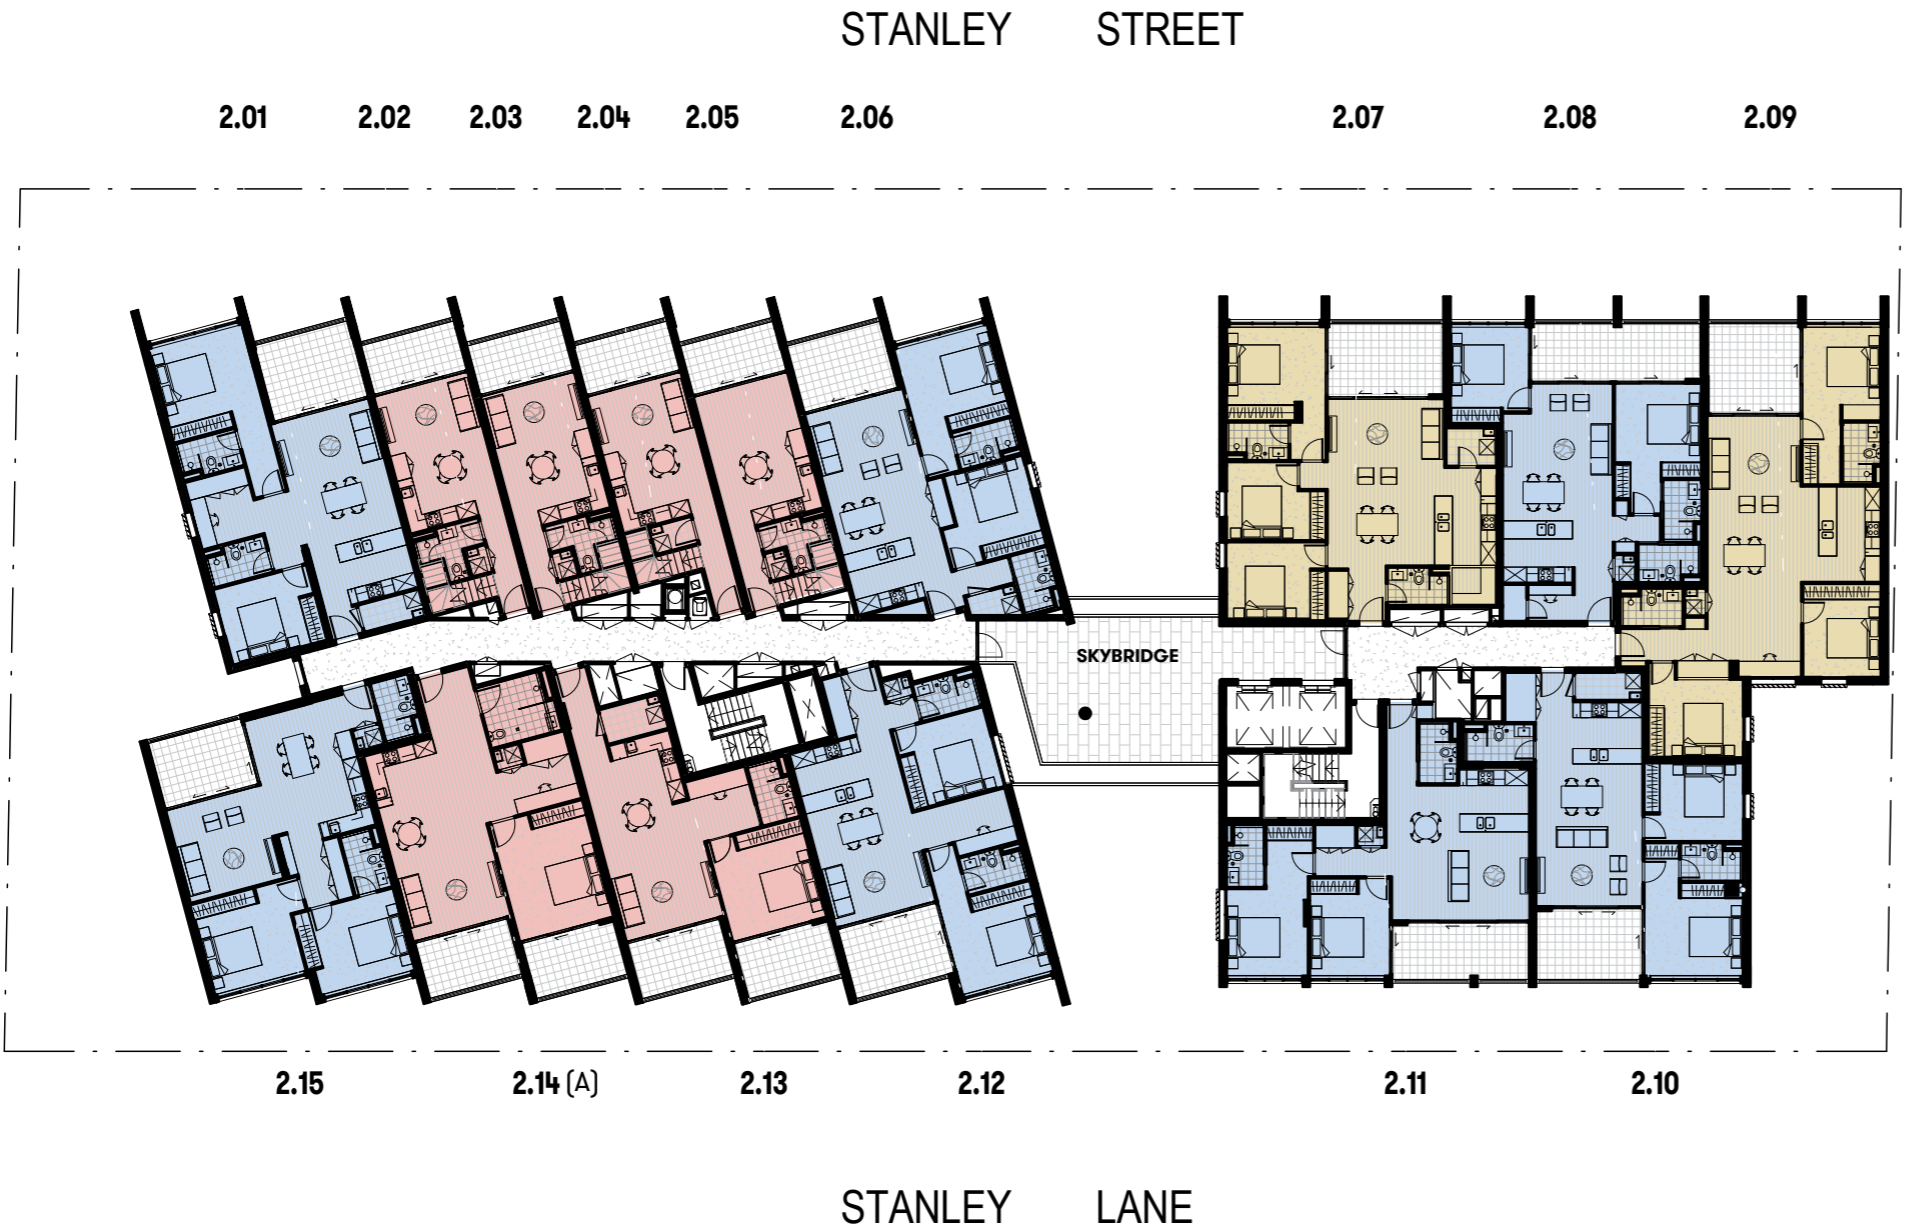 STANLEY STREET
2.01 2.02 2.03 2.04 2.05 2.06 2.07 2.08 2.09
SKYBRIDGE
2.15 2.14 (A) 2.13 2.12 2.11 2.10
STANLEY LANE